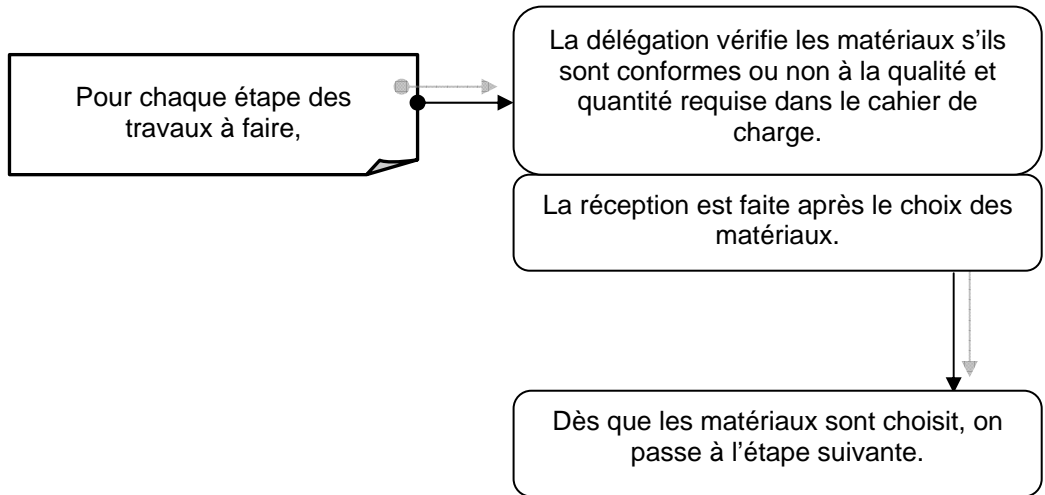 Pour chaque étape des
travaux à faire,
La délégation vérifie les matériaux s'ils
sont conformes ou non à la qualité et
quantité requise dans le cahier de
charge.
La réception est faite après le choix des
matériaux.
Dès que les matériaux sont choisit, on
passe à l'étape suivante.